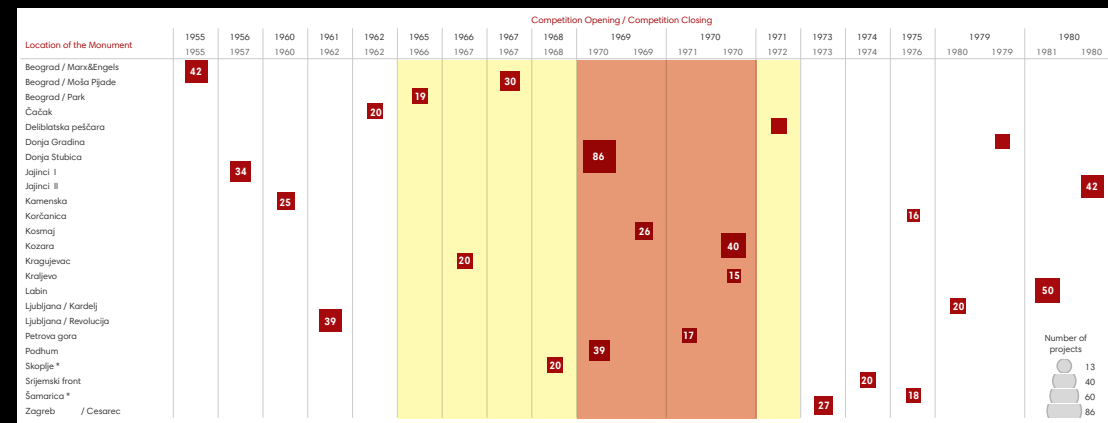 Competition Opening / Competition Closing
Location of the Monument
1955 1956 1960 1961 1962 1965 1966 1967 1968 1969 1970 1971 1973 1974 1975 1979 1980
1955 1957 1960 1962 1962 1966 1967 1967 1968 1970 1969 1971 1970 1972 1973 1974 1976 1980 1979 1981 1980
Beograd / Marx&Engels 42
Beograd / Moša Pijade 30
Beograd / Park 19
Čačak 20
Deliblatska peščara
Donja Gradina
Donja Stubica 86
Jajinci I 34
Jajinci II 42
Kamenska 25
Korčanica 16
Kosmaj 26
Kozara 40
Kragujevac 20
Kraljevo 15
Labin 50
Ljubljana / Kardelj 20
Ljubljana / Revolucija 39
Petrova gora 17
Podhum 39
Skoplje * 20
Srijemski front 20
Šamarica * 18
Zagreb / Cesarec 27
Number of
projects
13
40
60
86